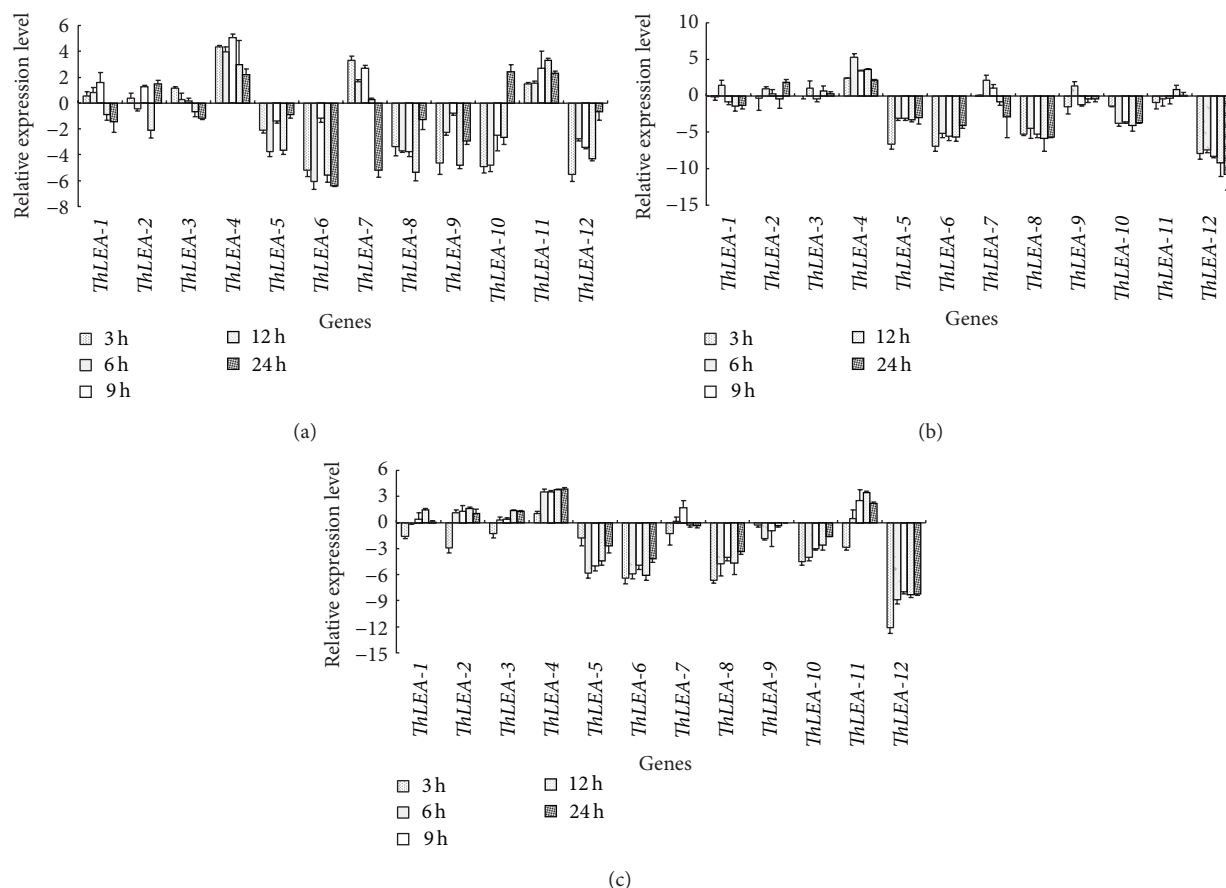 Relative expression level
6
4
2
0
−2
−4
−6
−8
ThLEA-1
ThLEA-2
ThLEA-3
ThLEA-4
ThLEA-5
ThLEA-6
ThLEA-7
ThLEA-8
ThLEA-9
ThLEA-10
ThLEA-11
ThLEA-12
Genes
3 h
6 h
9 h
12 h
24 h
(a)
Relative expression level
10
5
0
−5
−10
−15
ThLEA-1
ThLEA-2
ThLEA-3
ThLEA-4
ThLEA-5
ThLEA-6
ThLEA-7
ThLEA-8
ThLEA-9
ThLEA-10
ThLEA-11
ThLEA-12
Genes
3 h
6 h
9 h
12 h
24 h
(b)
Relative expression level
6
3
0
−3
−6
−9
−12
−15
ThLEA-1
ThLEA-2
ThLEA-3
ThLEA-4
ThLEA-5
ThLEA-6
ThLEA-7
ThLEA-8
ThLEA-9
ThLEA-10
ThLEA-11
ThLEA-12
Genes
3 h
6 h
9 h
12 h
24 h
(c)